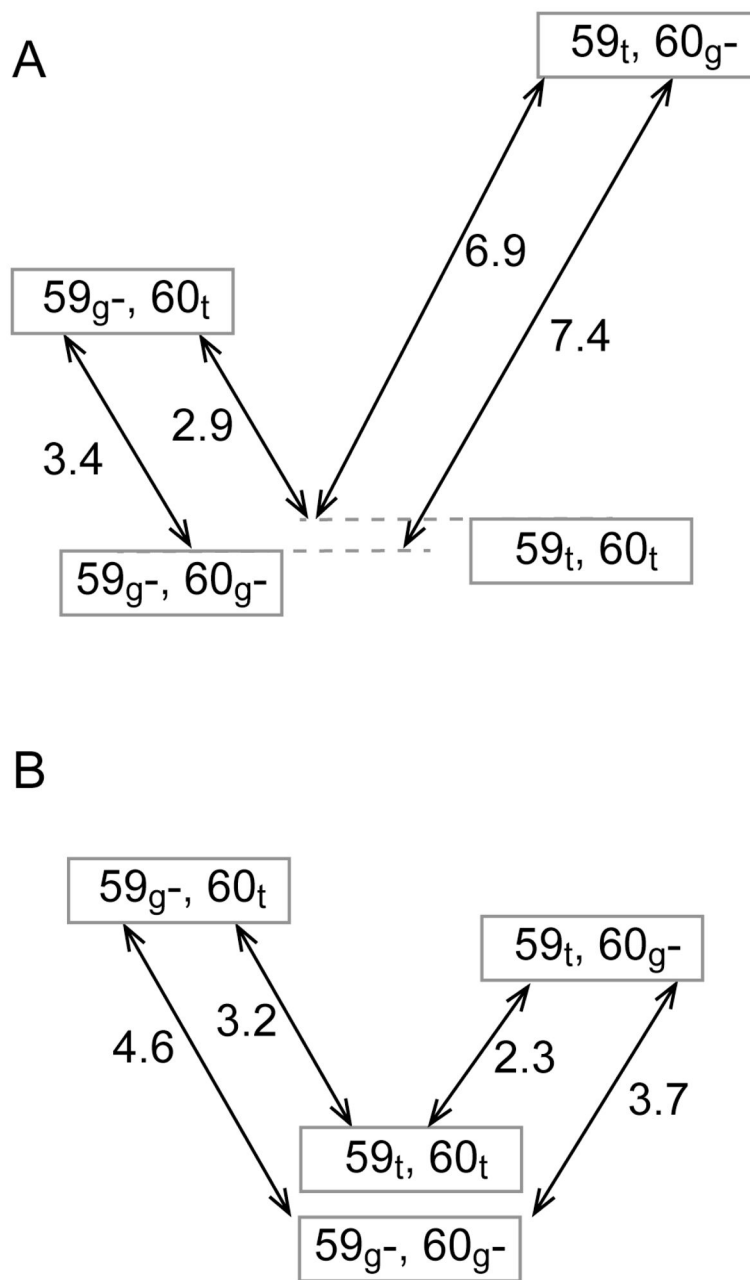 A
59t, 60g-
6.9
59g-, 60t
7.4
2.9
3.4
59t, 60t
59g-, 60g-
B
59g-, 60t
59t, 60g-
3.2
4.6
2.3
3.7
59t, 60t
59g-, 60g-